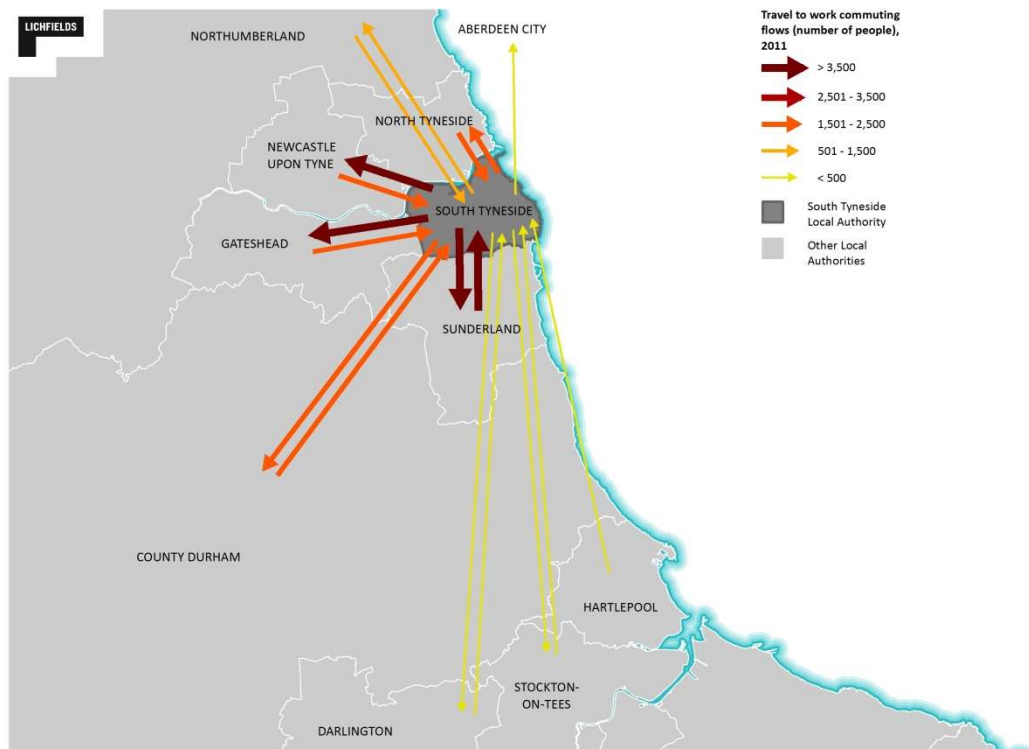 LICHFIELDS
NORTHUMBERLAND
ABERDEEN CITY
NORTH TYNESIDE
NEWCASTLE
UPON TYNE
SOUTH TYNESIDE
GATESHEAD
SUNDERLAND
COUNTY DURHAM
HARTLEPOOL
STOCKTON-
ON-TEES
DARLINGTON
Travel to work commuting
flows (number of people),
2011
> 3,500
2,501 - 3,500
1,501 - 2,500
501 - 1,500
< 500
South Tyneside
Local Authority
Other Local
Authorities